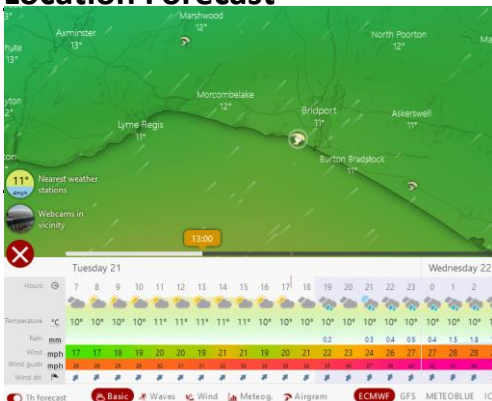 Location Forecast
Marshwood
12°
Axminster
13°
North Poorton
12°
Morcombelake
12°
Lyme Regis
11°
Bridport
11°
Askerswell
11°
Burton Bradstock
11°
11°
Nearest weather
stations
Webcams in
vicinity
13:00
Tuesday 21 Wednesday 22
Hours 7 8 9 10 11 12 13 14 15 16 17 18 19 20 21 22 23 0 1 2
Temperature °C 10° 10° 10° 10° 11° 11° 11° 11° 11° 10° 10° 10° 10° 10° 10° 10° 10° 10° 10° 10°
Rain mm 0.2 0.3 0.4 0.5 0.4 1.5 1.8
Wind mph 17 17 18 19 20 20 19 21 21 19 20 21 22 23 24 26 27 27 28 28
Wind gusts mph
Wind dir.
1h forecast Basic Waves Wind Meteog. Airgram ECMWF GFS METEOBLUE